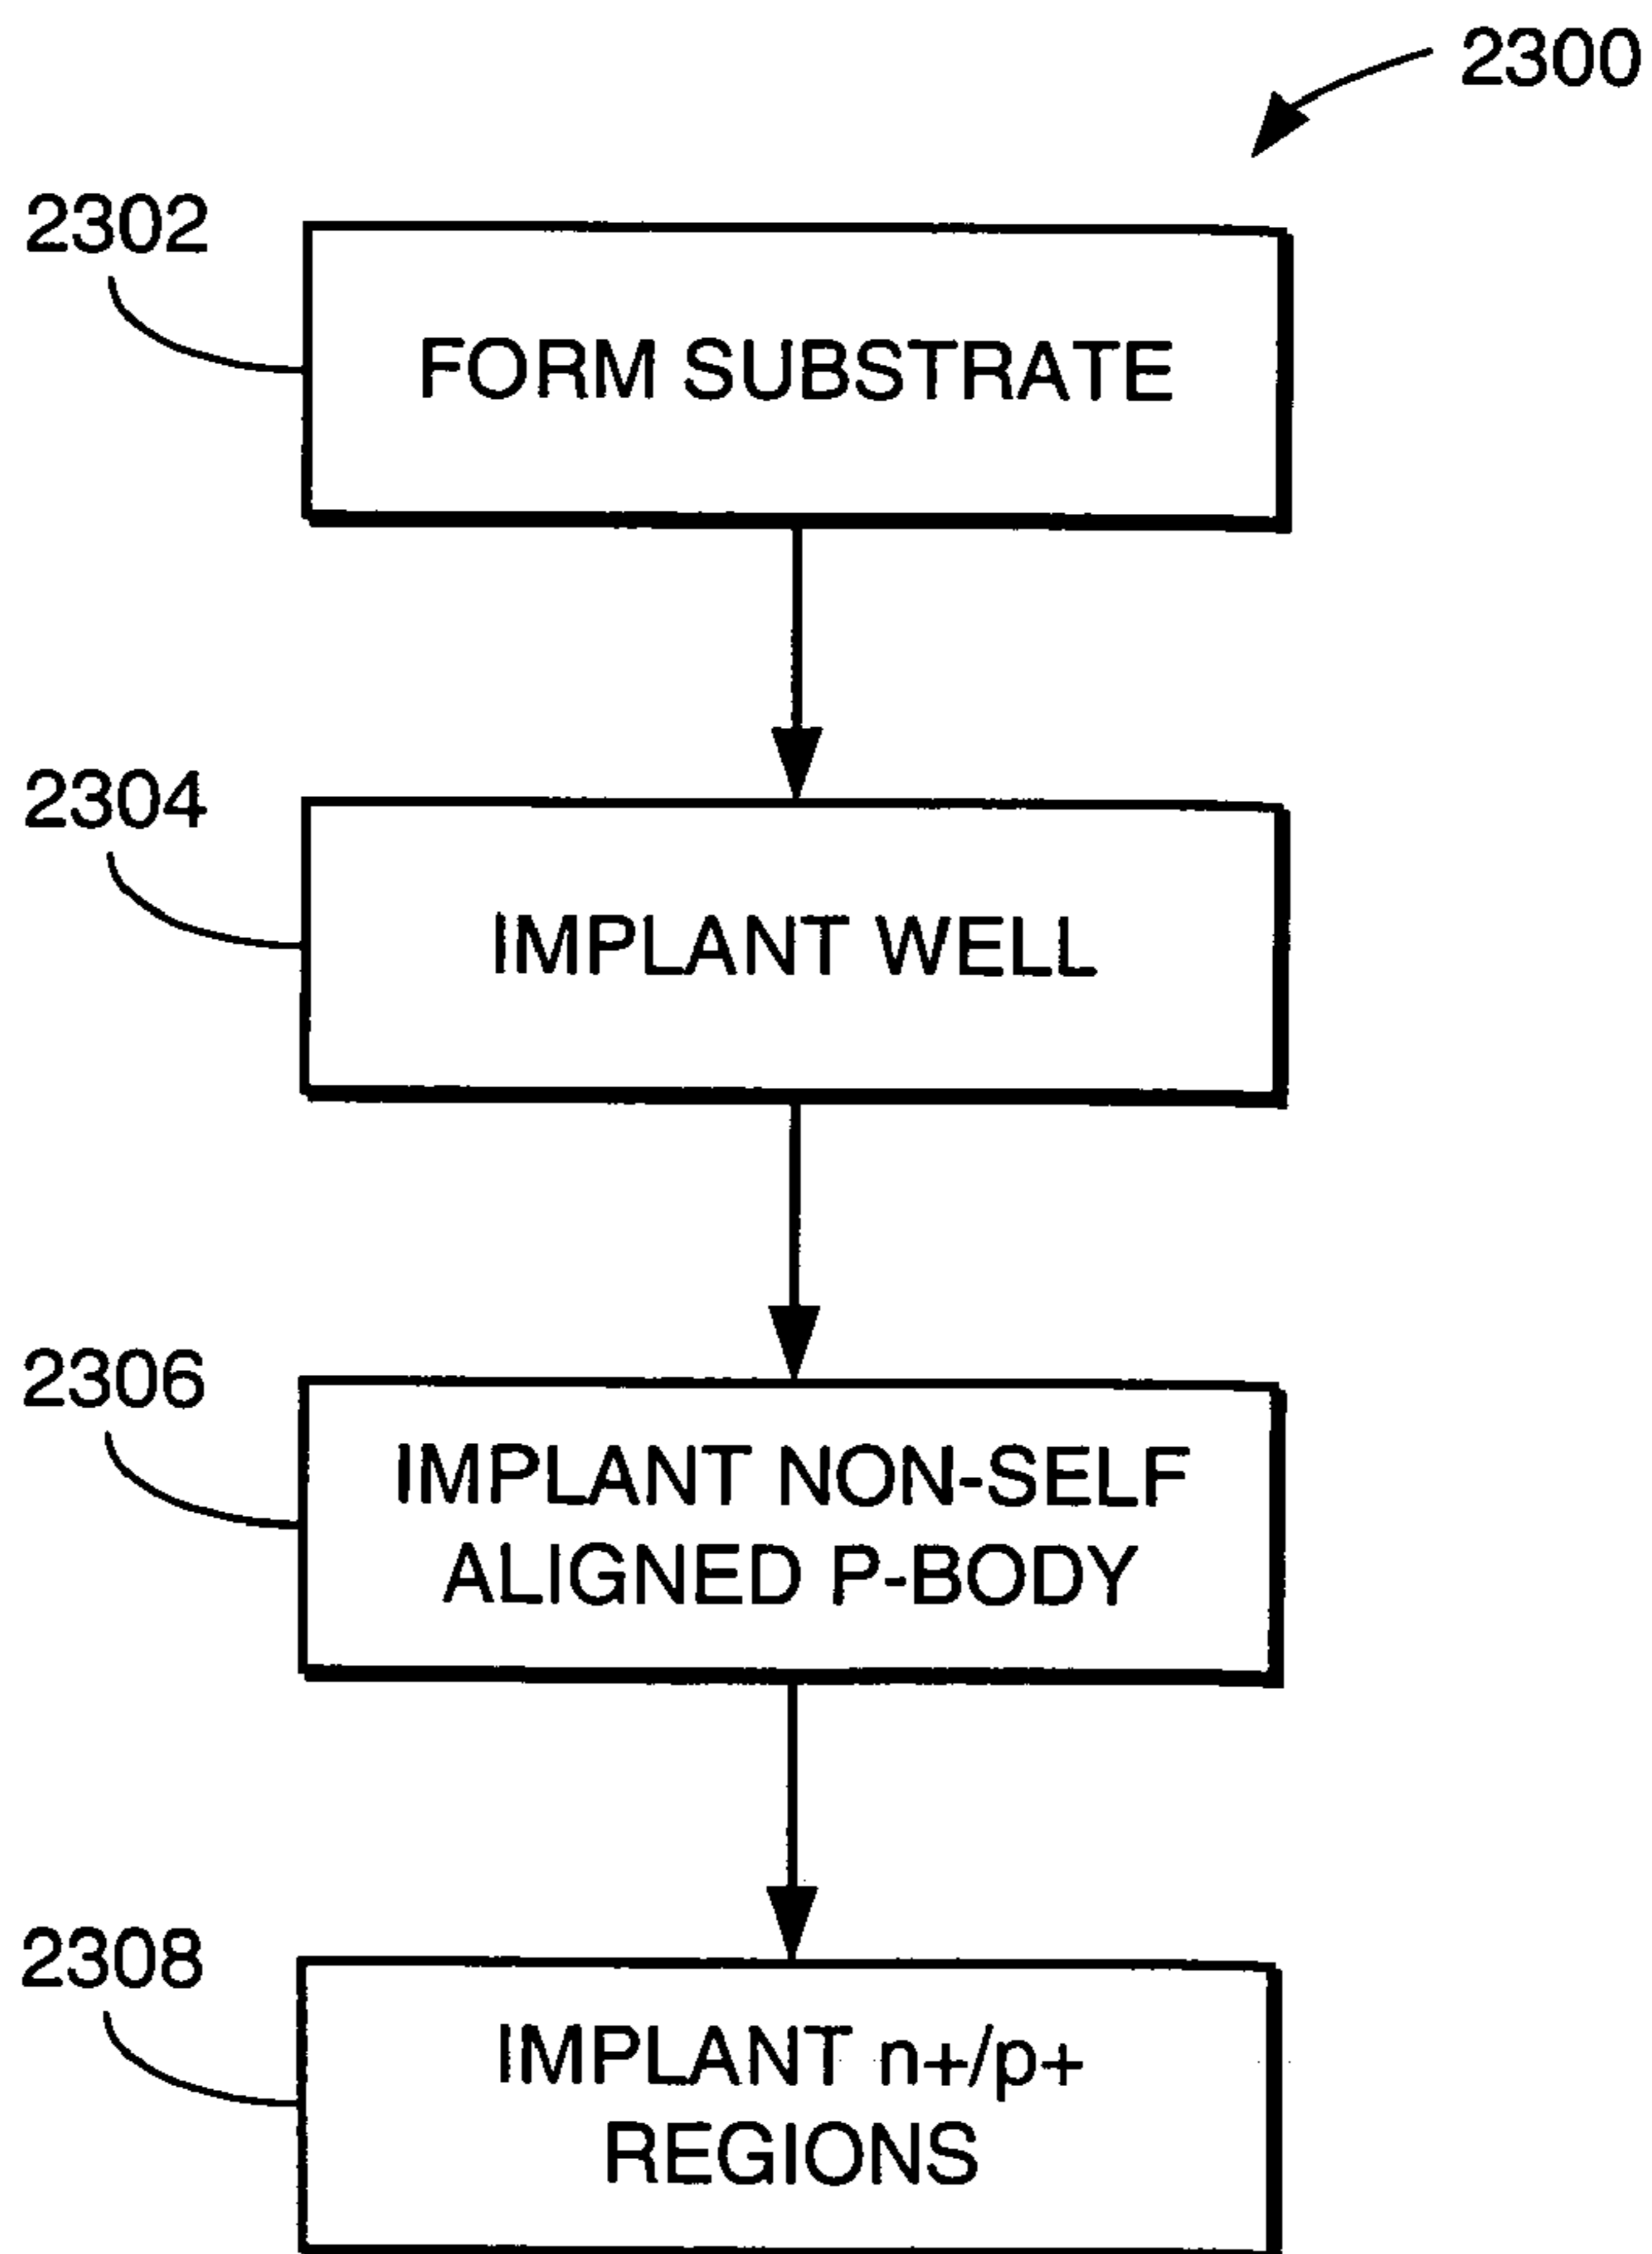 2300
2302
FORM SUBSTRATE
2304
IMPLANT WELL
2306
IMPLANT NON-SELF
ALIGNED P-BODY
2308
IMPLANT n+/p+
REGIONS